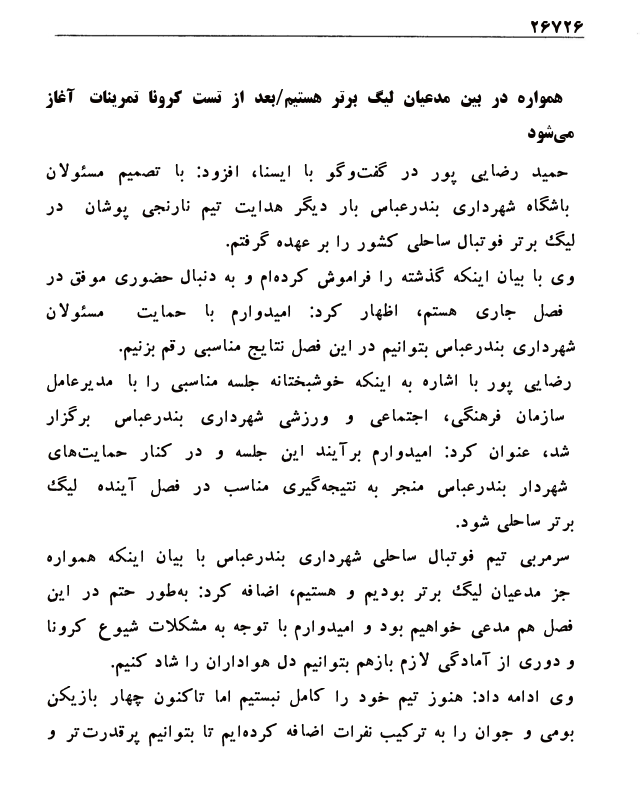 ۲۶۷۲۶
همواره در بین مدعیان لیگ برتر هستیم/بعد از تست کرونا تمرینات آغاز
می‌شود
حمید رضایی پور در گفت‌وگو با ایسنا، افزود: با تصمیم مسئولان
باشگاه شهرداری بندرعباس بار دیگر هدایت تیم نارنجی پوشان در
لیگ برتر فوتبال ساحلی کشور را بر عهده گرفتم.
وی با بیان اینکه گذشته را فراموش کرده‌ام و به دنبال حضوری موفق در
فصل جاری هستم، اظهار کرد: امیدوارم با حمایت مسئولان
شهرداری بندرعباس بتوانیم در این فصل نتایج مناسبی رقم بزنیم.
رضایی پور با اشاره به اینکه خوشبختانه جلسه مناسبی را با مدیرعامل
سازمان فرهنگی، اجتماعی و ورزشی شهرداری بندرعباس برگزار
شد، عنوان کرد: امیدوارم برآیند این جلسه و در کنار حمایت‌های
شهردار بندرعباس منجر به نتیجه‌گیری مناسب در فصل آینده لیگ
برتر ساحلی شود.
سرمربی تیم فوتبال ساحلی شهرداری بندرعباس با بیان اینکه همواره
جز مدعیان لیگ برتر بودیم و هستیم، اضافه کرد: به‌طور حتم در این
فصل هم مدعی خواهیم بود و امیدوارم با توجه به مشکلات شیوع کرونا
و دوری از آمادگی لازم بازهم بتوانیم دل هواداران را شاد کنیم.
وی ادامه داد: هنوز تیم خود را کامل نبستیم اما تاکنون چهار بازیکن
بومی و جوان را به ترکیب نفرات اضافه کرده‌ایم تا بتوانیم پرقدرت‌تر و